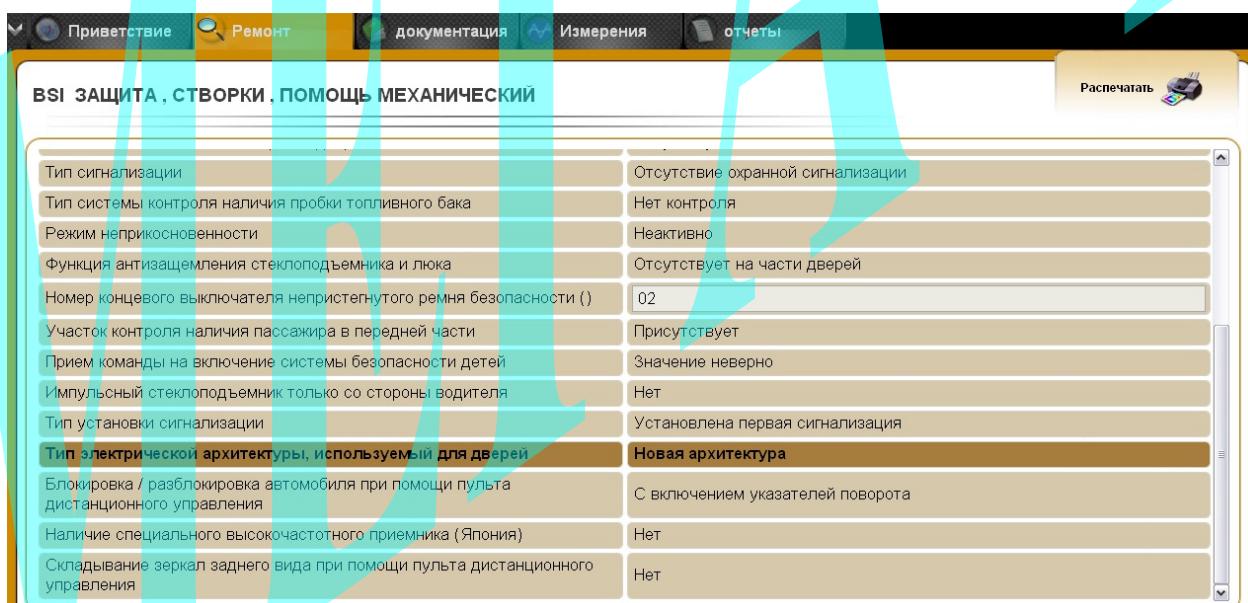 Приветствие Ремонт документация Измерения отчеты
BSI ЗАЩИТА , СТВОРКИ , ПОМОЩЬ МЕХАНИЧЕСКИЙ
Распечатать
Тип сигнализации Отсутствие охранной сигнализации
Тип системы контроля наличия пробки топливного бака Нет контроля
Режим неприкосновенности Неактивно
Функция антизащемления стеклоподъемника и люка Отсутствует на части дверей
Номер концевого выключателя непристегнутого ремня безопасности () 02
Участок контроля наличия пассажира в передней части Присутствует
Прием команды на включение системы безопасности детей Значение неверно
Импульсный стеклоподъемник только со стороны водителя Нет
Тип установки сигнализации Установлена первая сигнализация
Тип электрической архитектуры, используемый для дверей Новая архитектура
Блокировка / разблокировка автомобиля при помощи пульта
дистанционного управления С включением указателей поворота
Наличие специального высокочастотного приемника (Япония) Нет
Складывание зеркал заднего вида при помощи пульта дистанционного
управления Нет